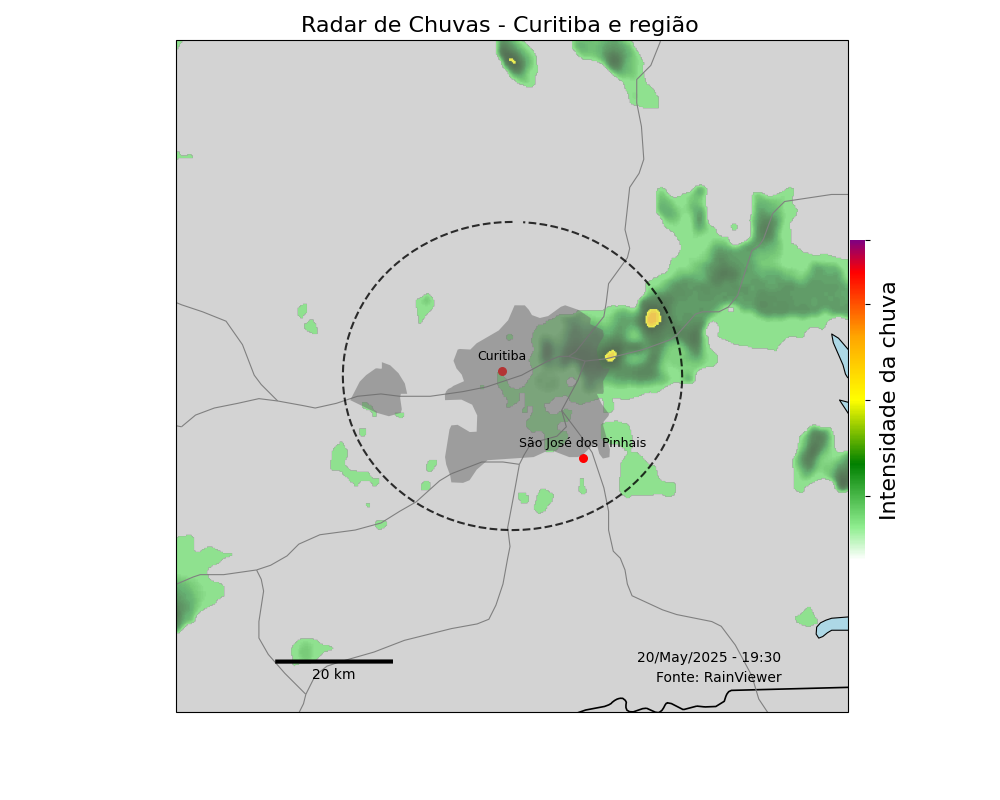 Radar de Chuvas - Curitiba e região
Curitiba
São José dos Pinhais
Intensidade da chuva
20/May/2025 - 19:30
Fonte: RainViewer
20 km